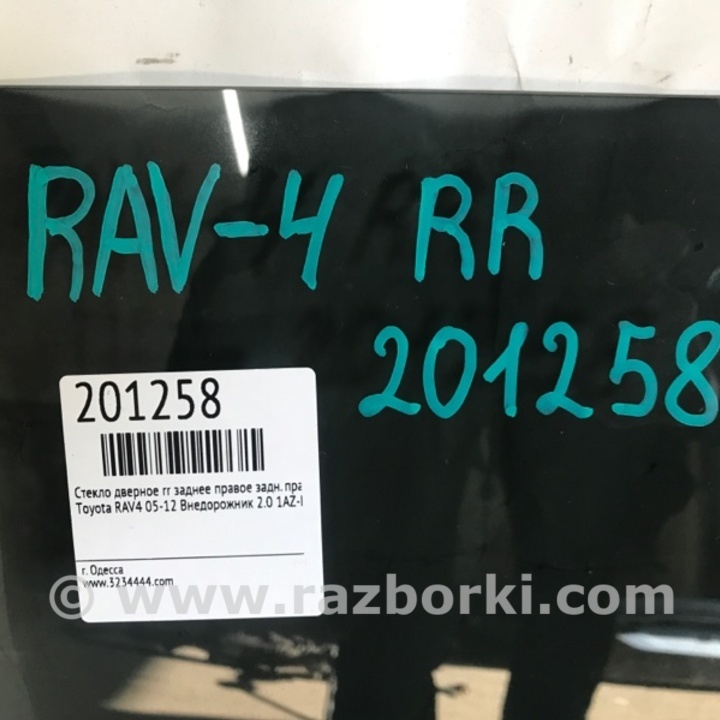 RAV-4 RR
201258
201258
Стекло дверное rr заднее правое задн. пра
Toyota RAV4 05-12 Внедорожник 2.0 1AZ-
г. Одесса
www.3234444.com
© www.razborki.com